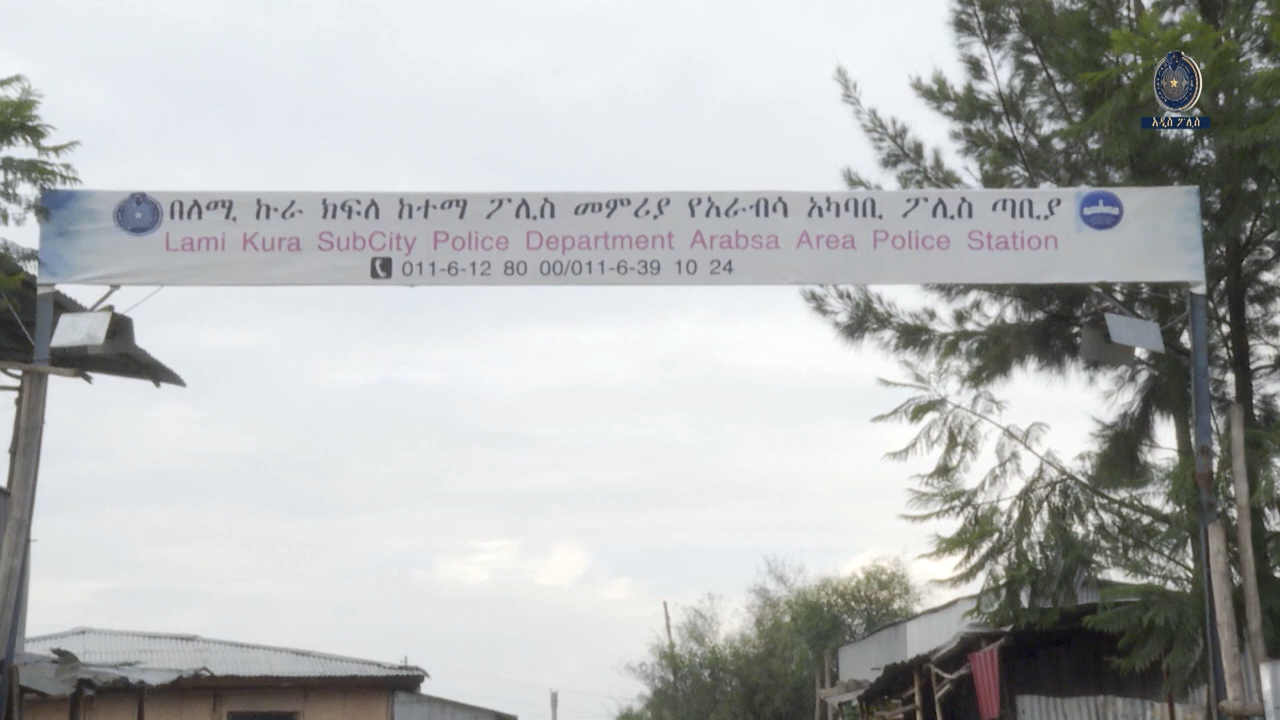 አዲስ ፖሊስ
በለሚ ኩራ ክፍለ ከተማ ፖሊስ መምሪያ የአራብሳ አካባቢ ፖሊስ ጣቢያ
Lami Kura SubCity Police Department Arabsa Area Police Station
011-6-12 80 00/011-6-39 10 24